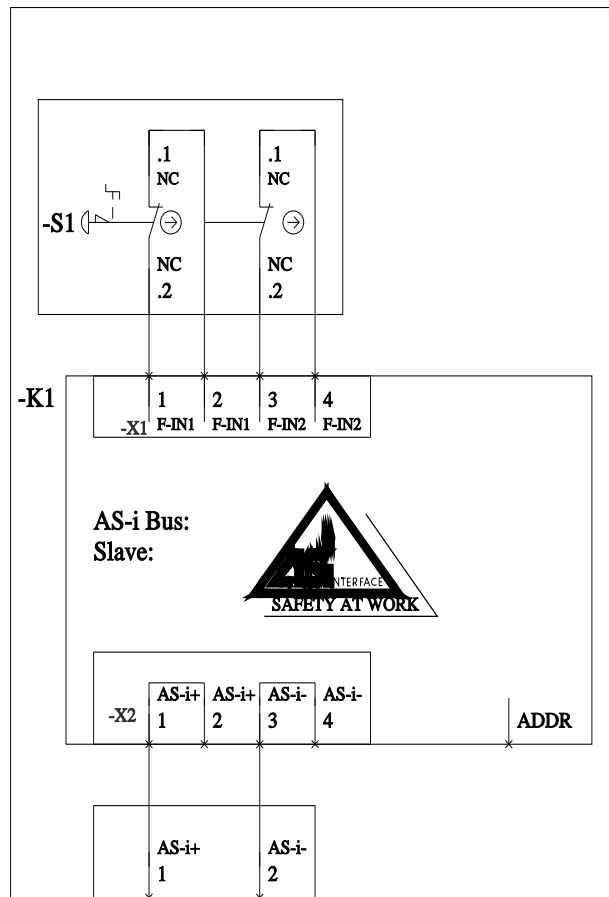 .1 .1
NC NC
-S1
NC NC
.2 .2
-K1
1 2 3 4
-X1 F-IN1 F-IN1 F-IN2 F-IN2
AS-i Bus:
Slave:
INTERFACE
SAFETY AT WORK
AS-i+ AS-i+ AS-i- AS-i-
-X2 1 2 3 4 ADDR
AS-i+ AS-i-
1 2